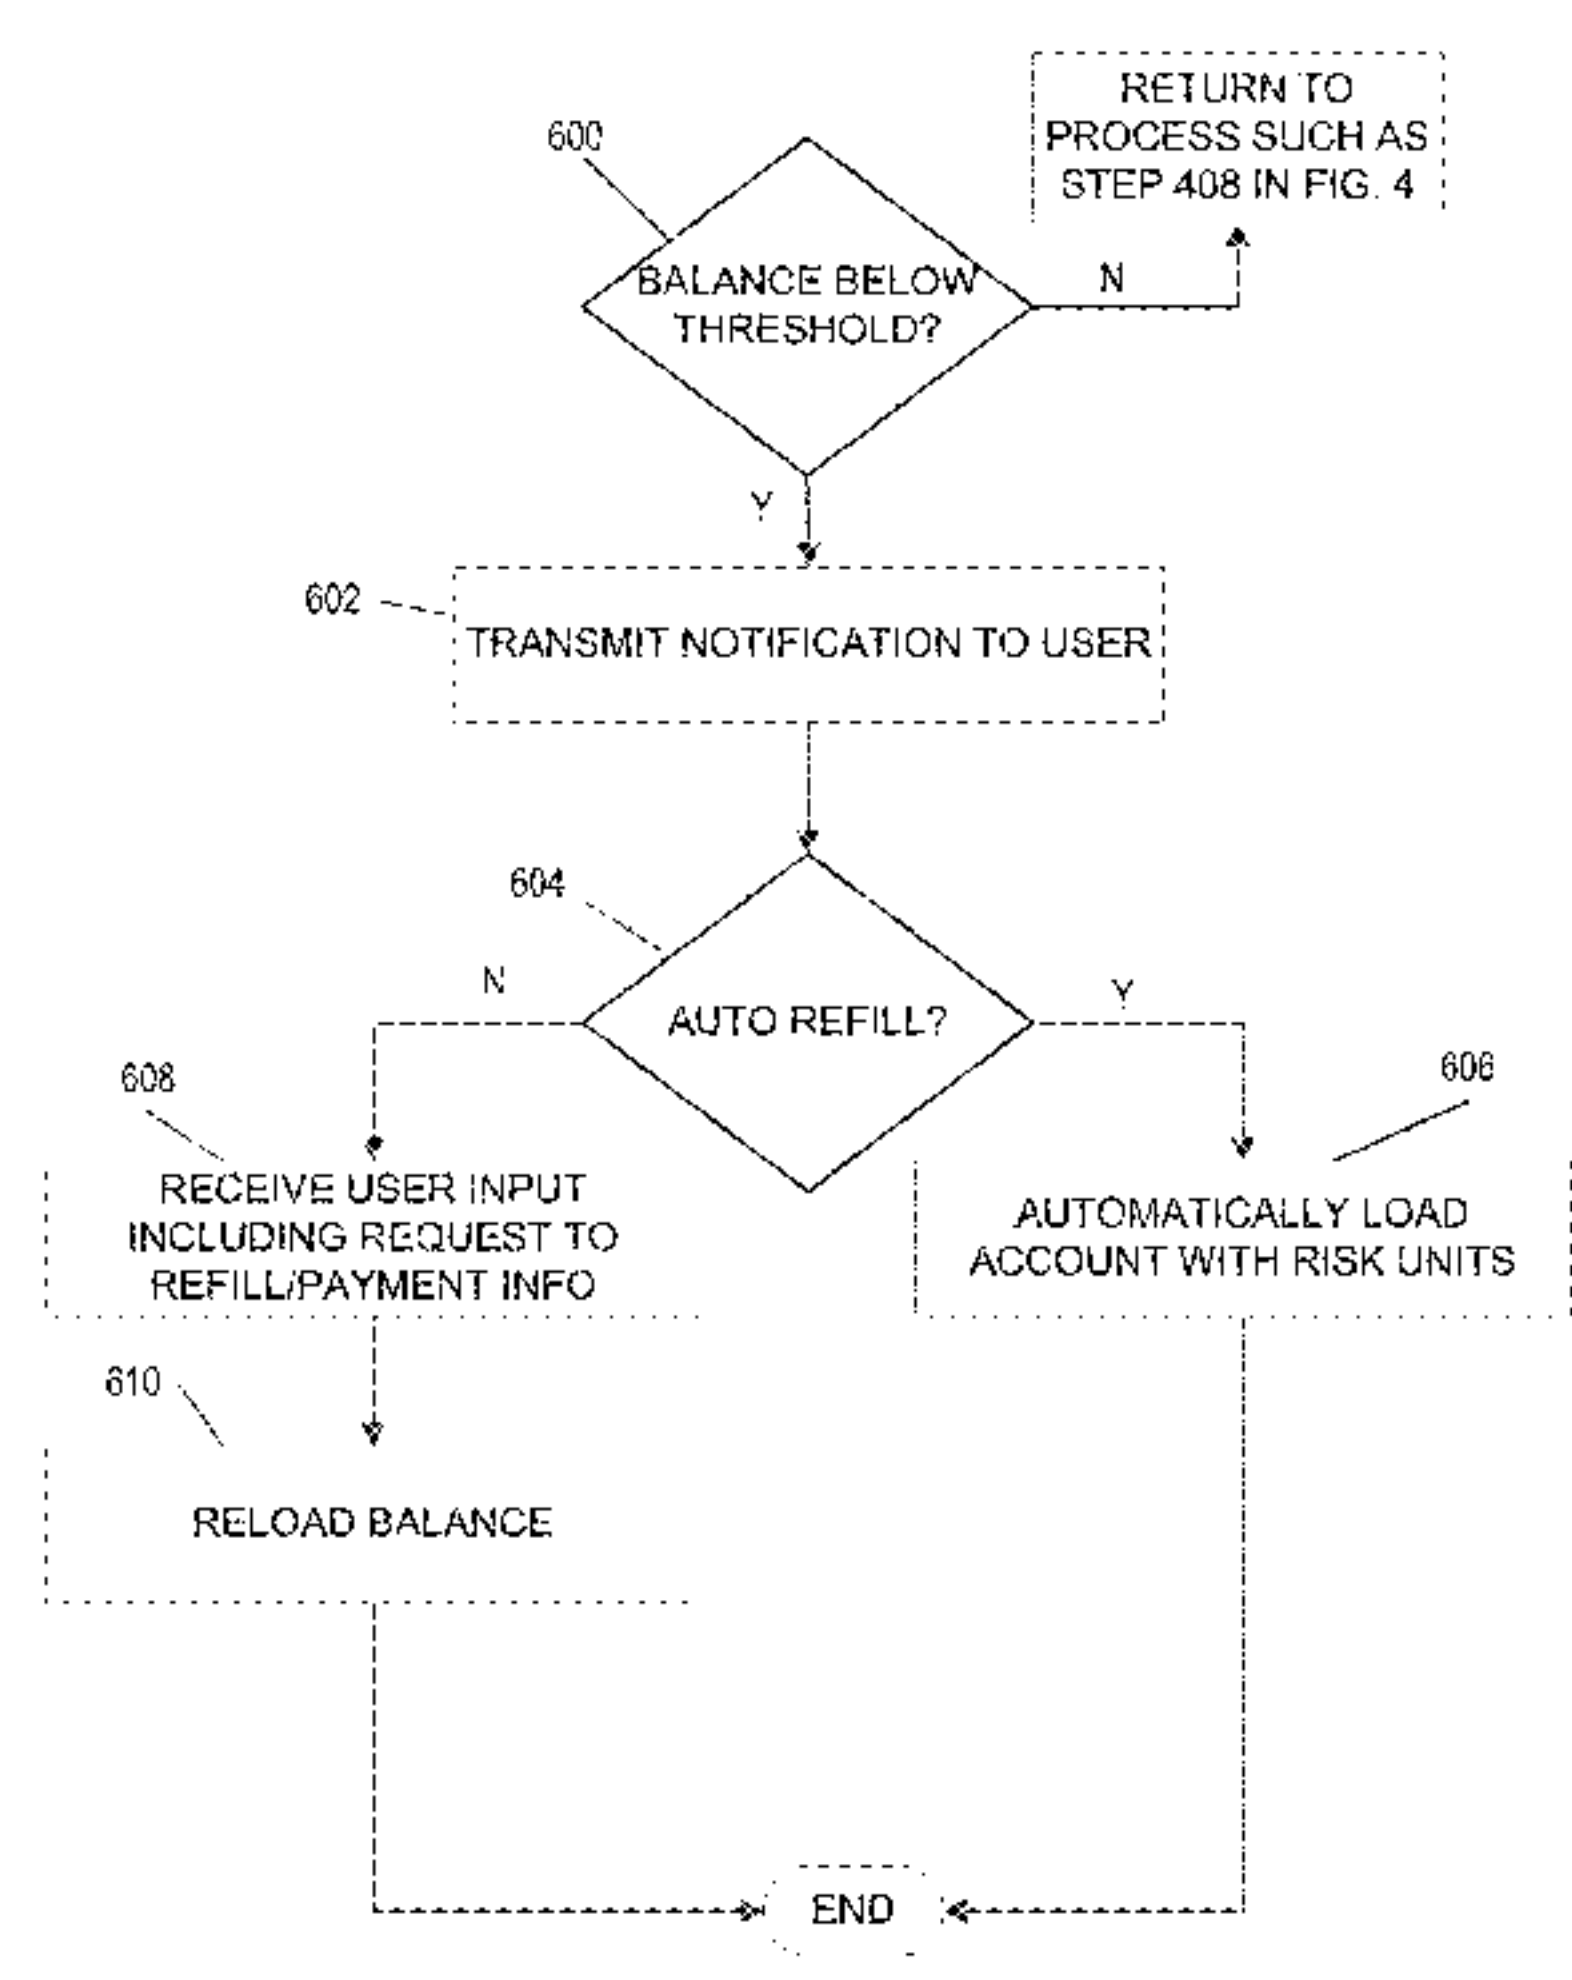 RETURN TO
PROCESS SUCH AS
STEP 408 IN FIG. 4
600
BALANCE BELOW
THRESHOLD?
N
Y
602
TRANSMIT NOTIFICATION TO USER
604
N
AUTO REFILL?
Y
608
606
RECEIVE USER INPUT
INCLUDING REQUEST TO
REFILL/PAYMENT INFO
AUTOMATICALLY LOAD
ACCOUNT WITH RISK UNITS
610
RELOAD BALANCE
END